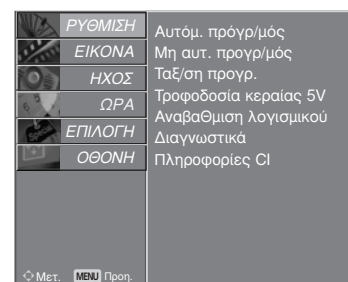 ΡΥΘΜΙΣΗ
ΕΙΚΟΝΑ
ΗΧΟΣ
ΩΡΑ
ΕΠΙΛΟΓΗ
ΟΘΟΝΗ
Αυτόμ. πρόγρ/μός
Μη αυτ. προγρ/μός
Ταξ/ση προγρ.
Τροφοδοσία κεραίας 5V
ΑναβαΘμιση λογισμικού
Διαγνωστικά
Πληροφορίες CI
Μετ. MENU Προη.